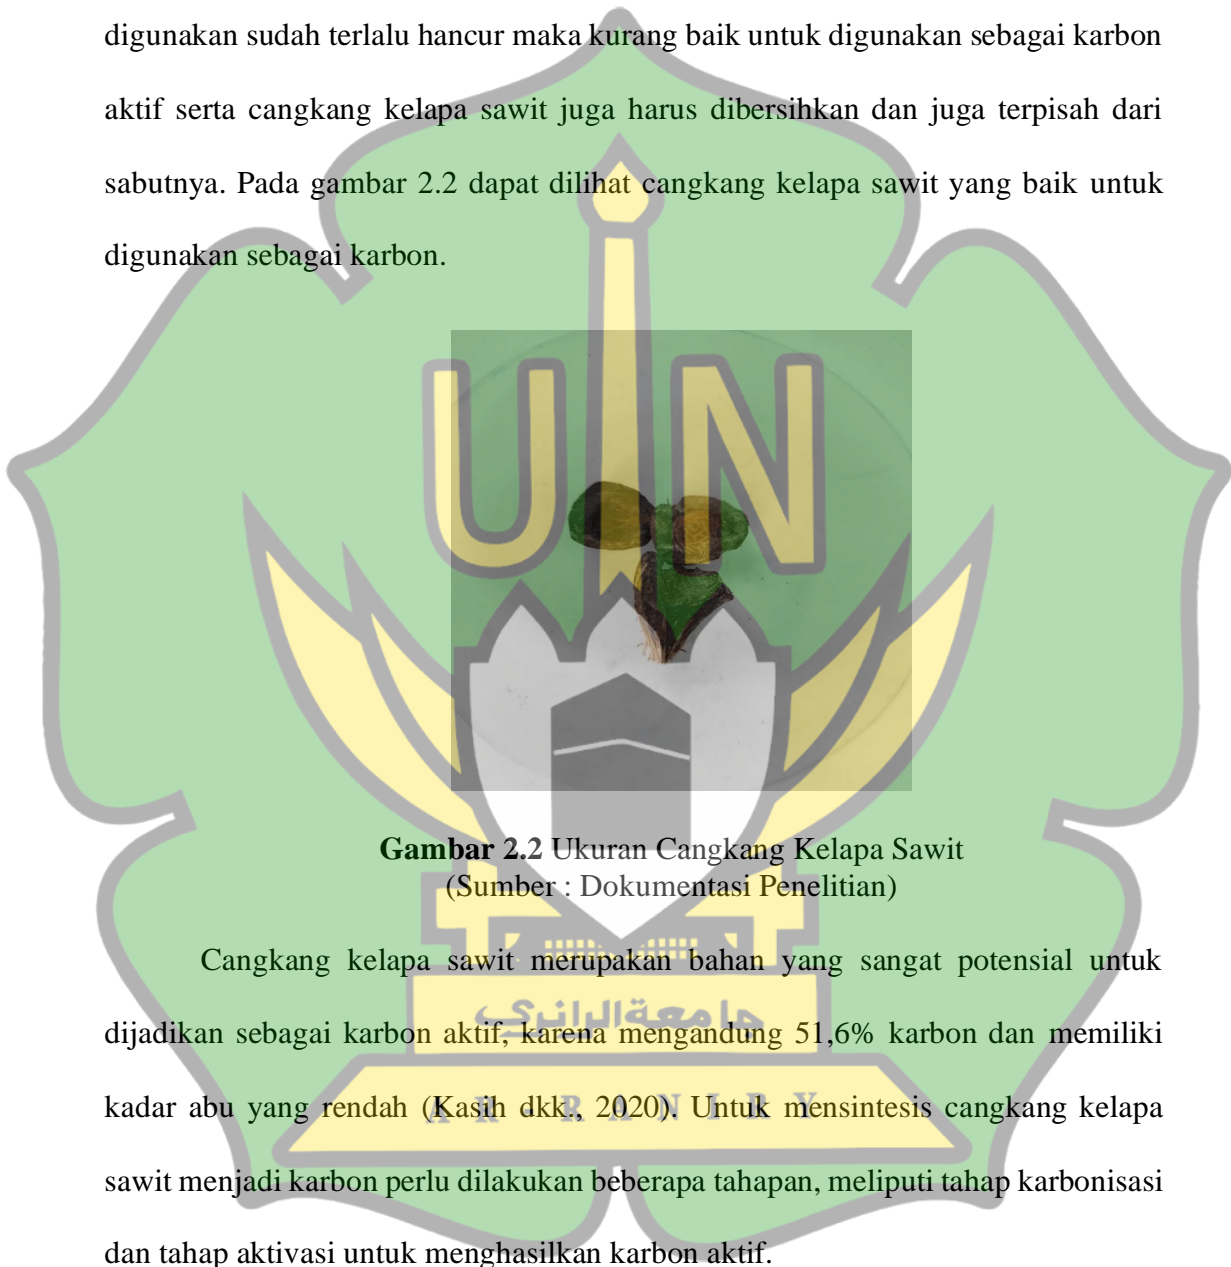 digunakan sudah terlalu hancur maka kurang baik untuk digunakan sebagai karbon
aktif serta cangkang kelapa sawit juga harus dibersihkan dan juga terpisah dari
sabutnya. Pada gambar 2.2 dapat dilihat cangkang kelapa sawit yang baik untuk
digunakan sebagai karbon.
UIN
Gambar 2.2 Ukuran Cangkang Kelapa Sawit
(Sumber : Dokumentasi Penelitian)
Cangkang kelapa sawit merupakan bahan yang sangat potensial untuk
جامعةالرانري
dijadikan sebagai karbon aktif, karena mengandung 51,6% karbon dan memiliki
kadar abu yang rendah (Kasih dkk., 2020). Untuk mensintesis cangkang kelapa
AR-RANIRY
sawit menjadi karbon perlu dilakukan beberapa tahapan, meliputi tahap karbonisasi
dan tahap aktivasi untuk menghasilkan karbon aktif.